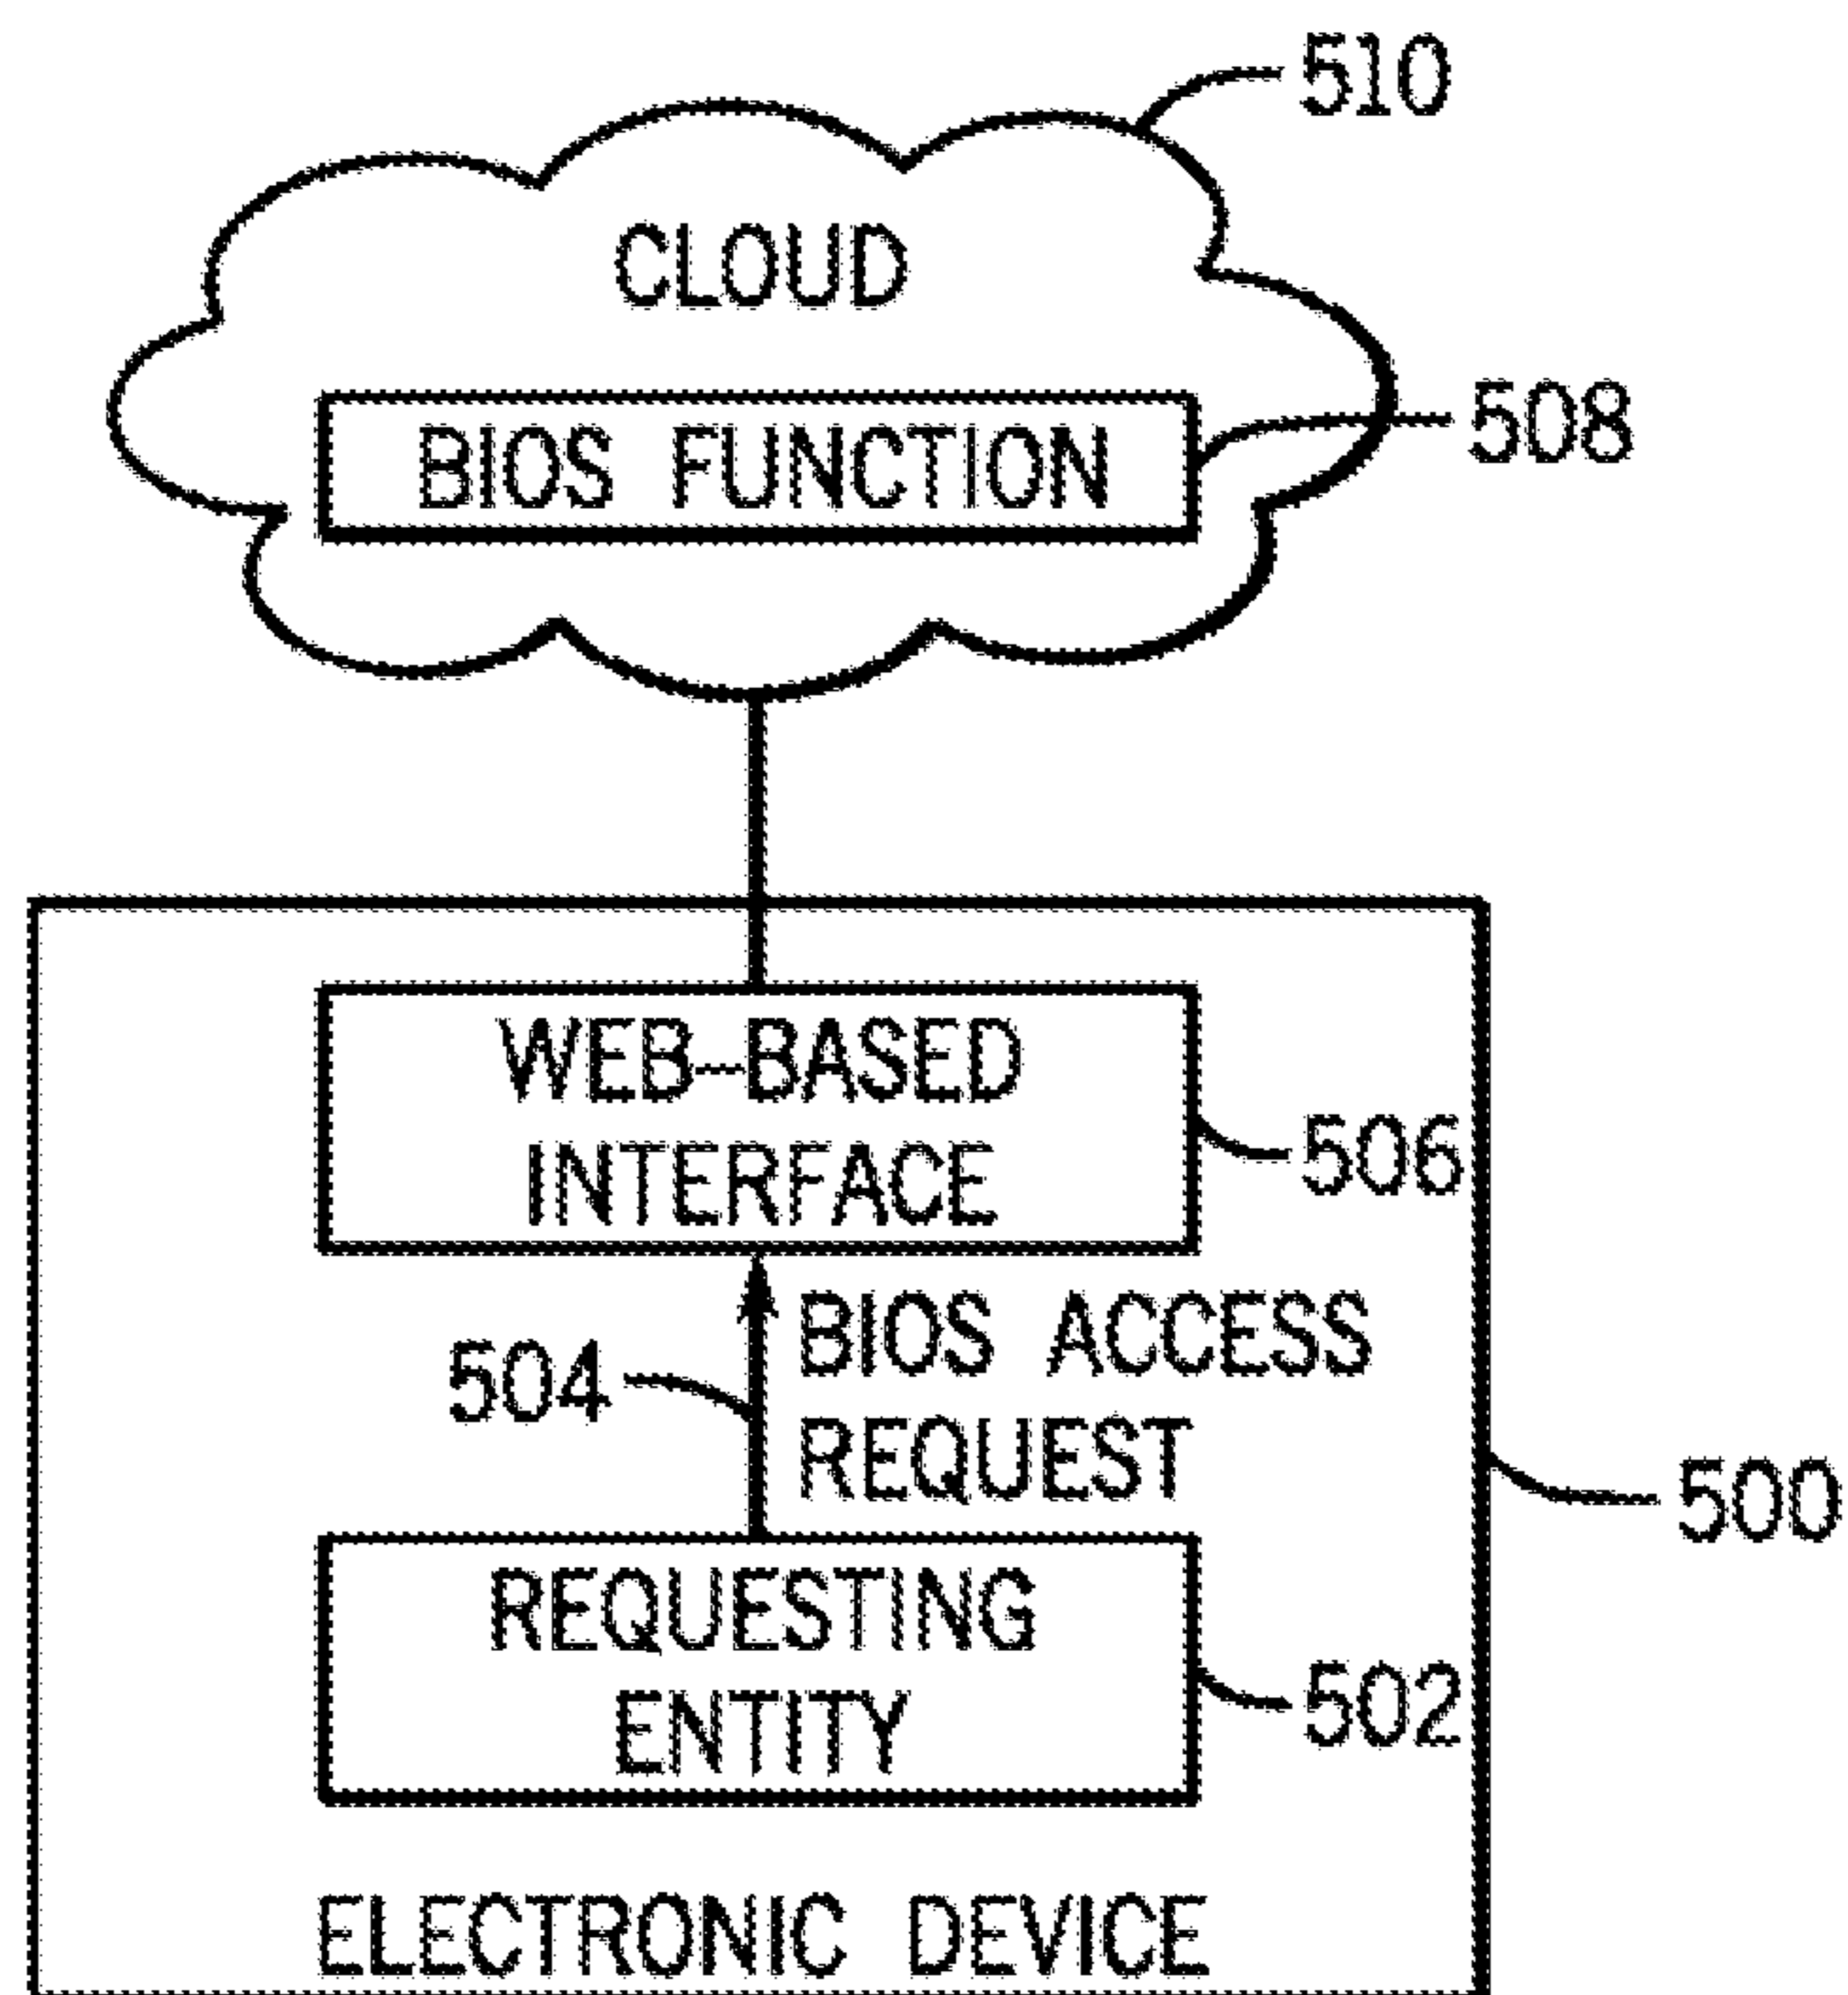 510
CLOUD
508
BIOS FUNCTION
WEB-BASED
INTERFACE
506
BIOS ACCESS
504
REQUEST
500
REQUESTING
ENTITY
502
ELECTRONIC DEVICE